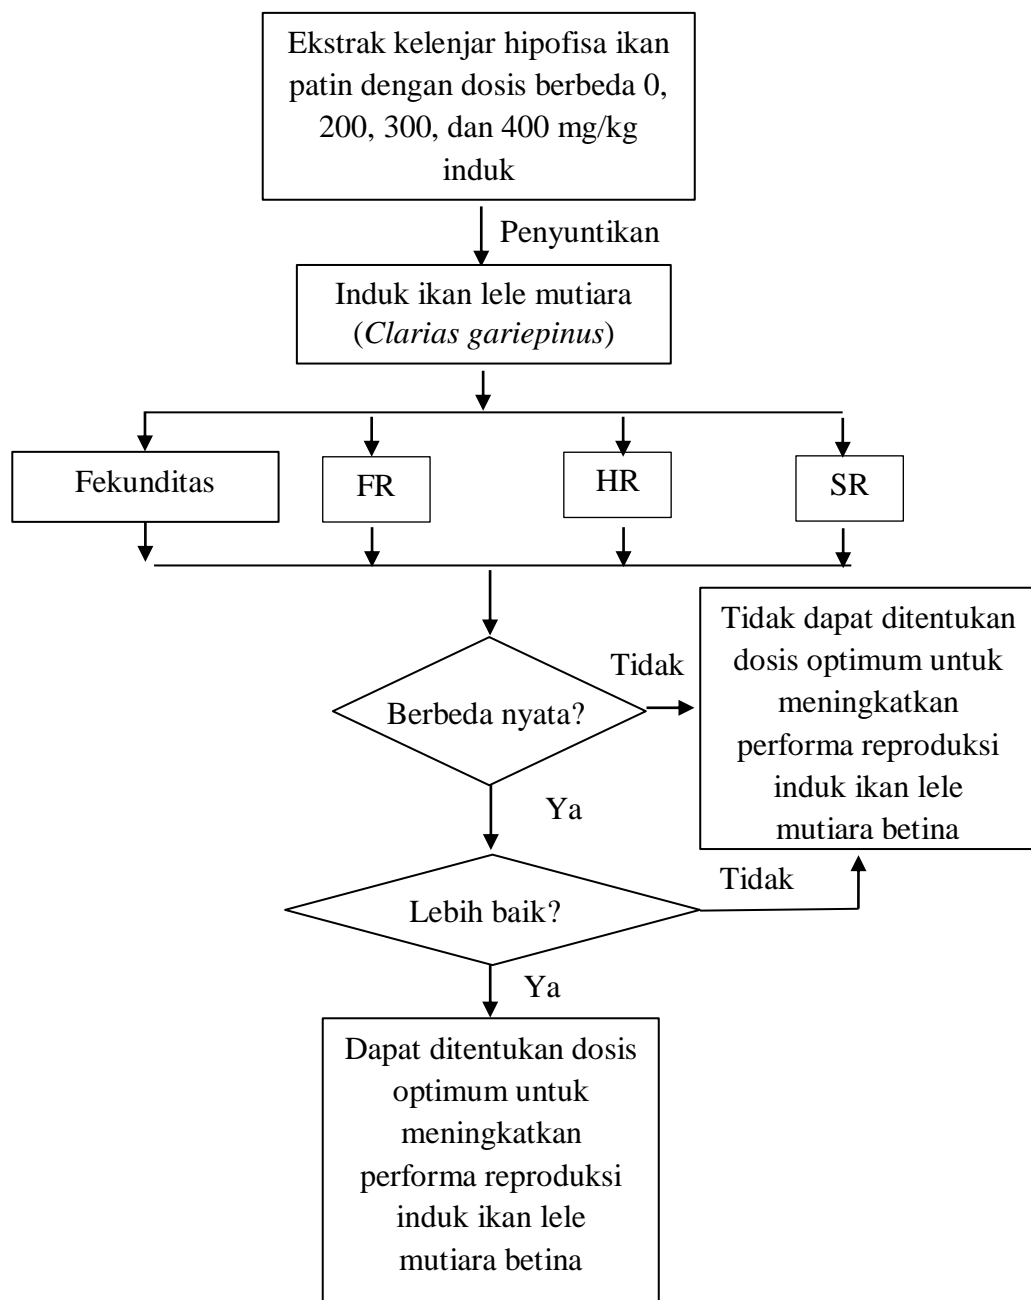 Ekstrak kelenjar hipofisa ikan
patin dengan dosis berbeda 0,
200, 300, dan 400 mg/kg
induk
Penyuntikan
Induk ikan lele mutiara
(Clarias gariepinus)
Fekunditas
FR
HR
SR
Berbeda nyata?
Tidak
Tidak dapat ditentukan
dosis optimum untuk
meningkatkan
performa reproduksi
induk ikan lele
mutiara betina
Ya
Lebih baik?
Tidak
Ya
Dapat ditentukan dosis
optimum untuk
meningkatkan
performa reproduksi
induk ikan lele
mutiara betina